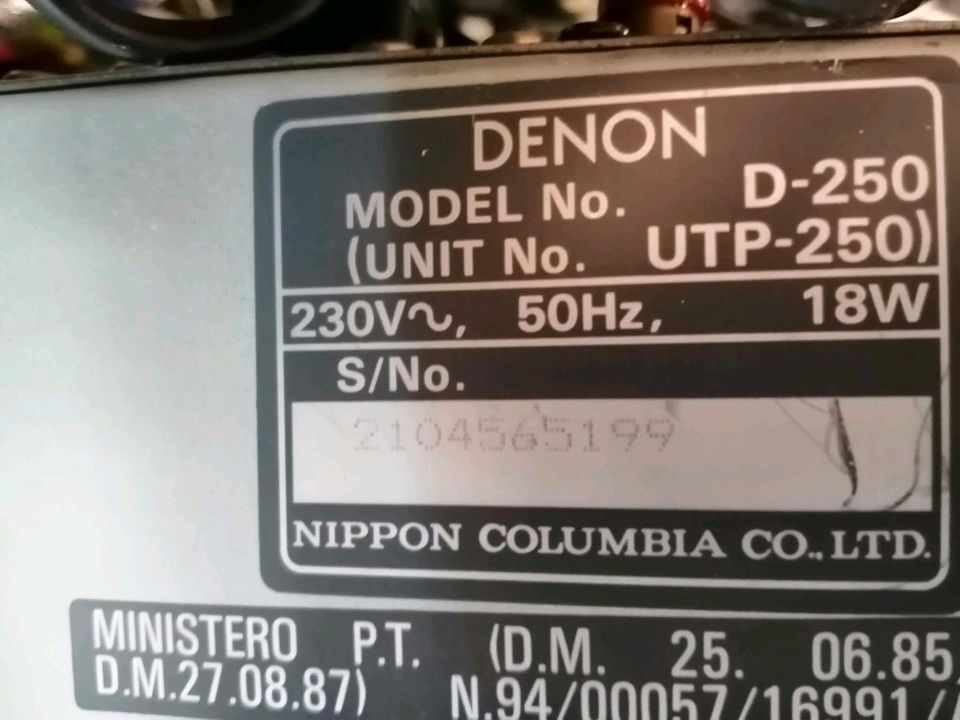 DENON
MODEL No. D-250
(UNIT No. UTP-250)
230V∿, 50Hz, 18W
S/No.
2104565199
NIPPON COLUMBIA CO., LTD.
MINISTERO P.T. (D.M. 25. 06.85,
D.M.27.08.87) N.94/00057/16991/